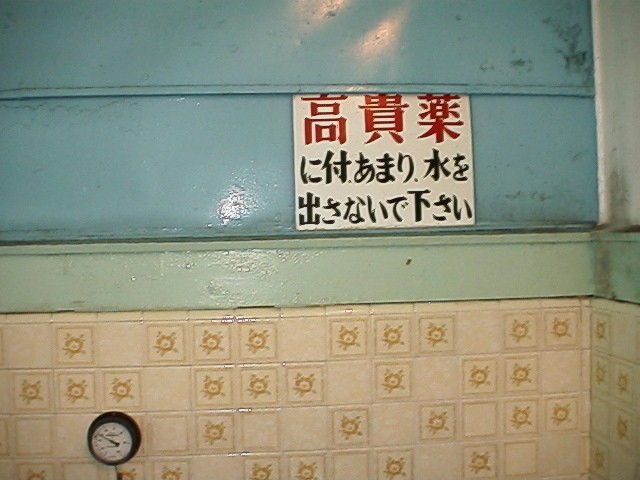 高貴薬
に付、あまり、水を
出さないで下さい